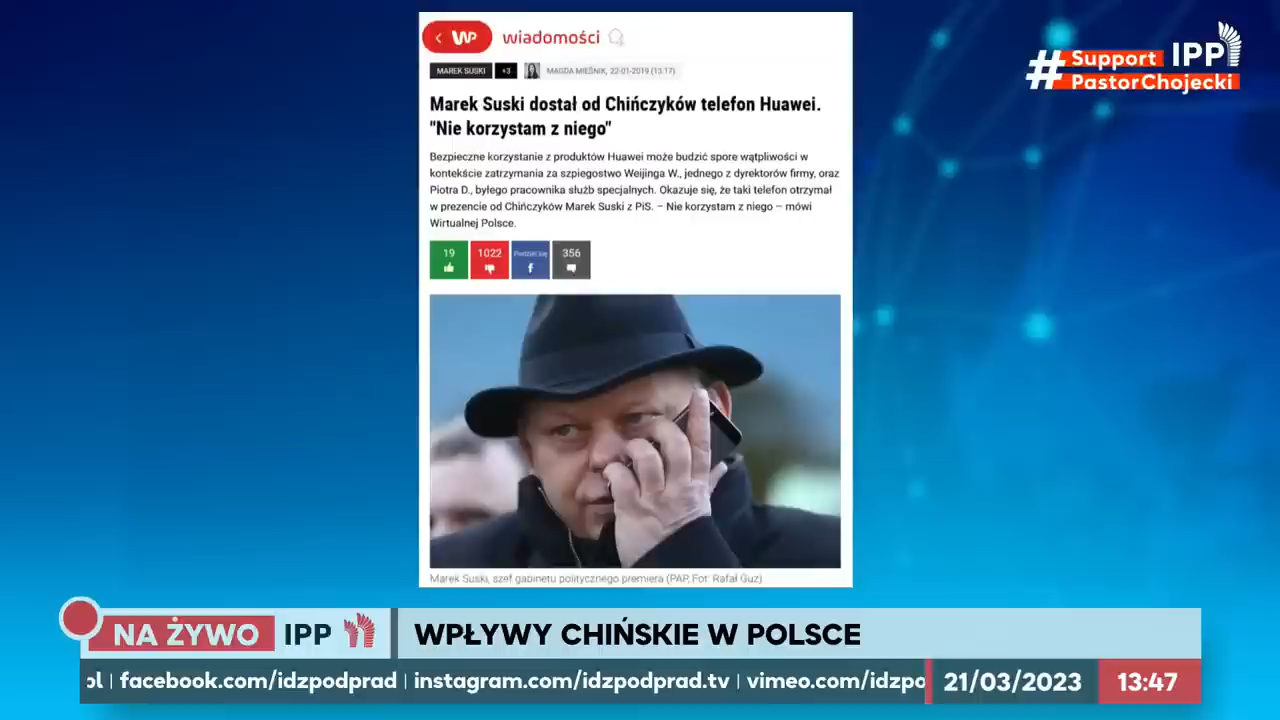 wp wiadomości
MAREK SUSKI +3 MAGDA MIEŚNIK, 22-01-2019 (13:17)
Marek Suski dostał od Chińczyków telefon Huawei.
"Nie korzystam z niego"
Bezpieczne korzystanie z produktów Huawei może budzić spore wątpliwości w
kontekście zatrzymania za szpiegostwo Weijinga W., jednego z dyrektorów firmy, oraz
Piotra D., byłego pracownika służb specjalnych. Okazuje się, że taki telefon otrzymał
w prezencie od Chińczyków Marek Suski z PiS. – Nie korzystam z niego – mówi
Wirtualnej Polsce.
19 1022 Podziel się 356
f
Marek Suski, szef gabinetu politycznego premiera (PAP, Fot: Rafał Guz)
#Support IPP
PastorChojecki
NA ŻYWO IPP WPŁYWY CHIŃSKIE W POLSCE
ol | facebook.com/idzpodprad | instagram.com/idzpodprad.tv | vimeo.com/idzpo 21/03/2023 13:47